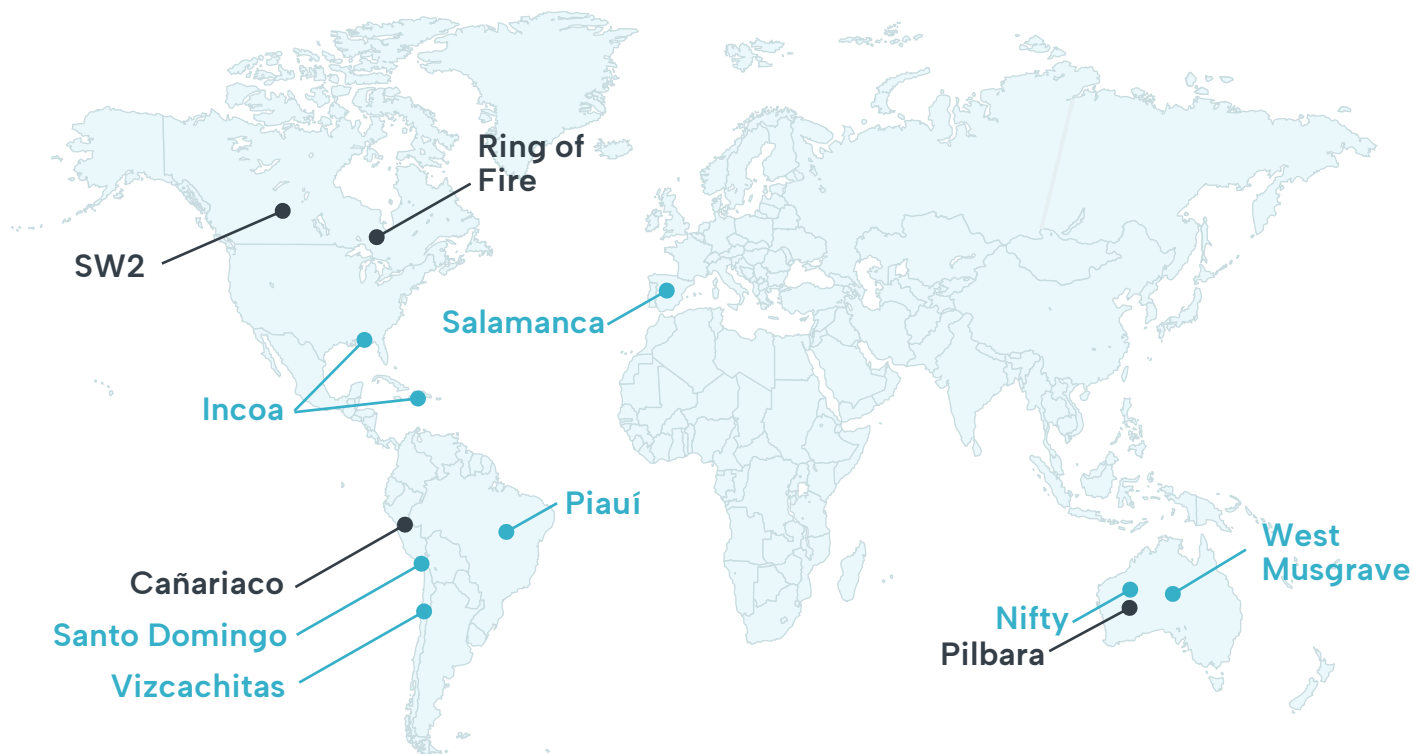 Ring of
Fire
SW2
Salamanca
Incoa
Piauí
West
Musgrave
Cañariaco
Nifty
Santo Domingo
Pilbara
Vizcachitas